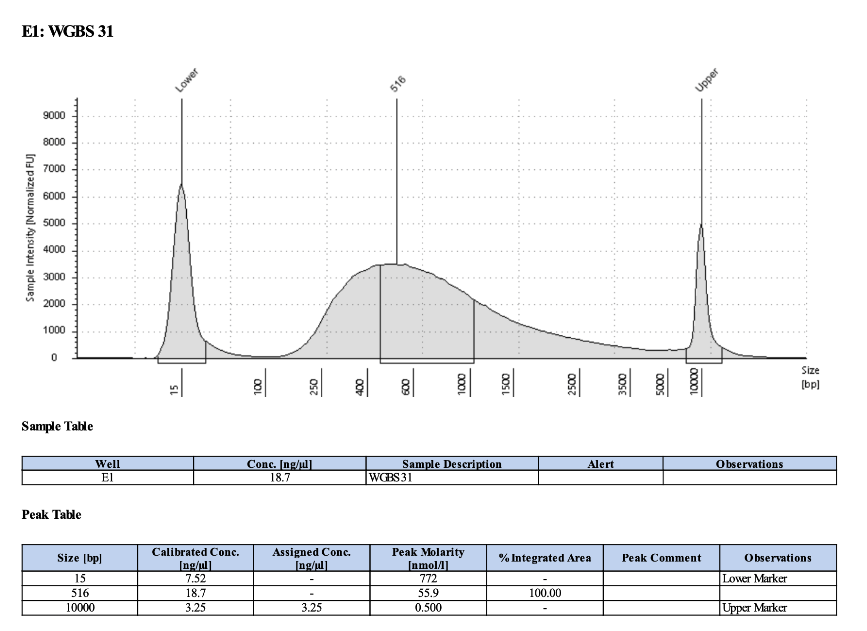 E1: WGBS 31
Lower 516 Upper
Sample Intensity [Normalized FU]
9000
8000
7000
6000
5000
4000
3000
2000
1000
0
15 100 250 400 600 1000 1500 2500 3500 5000 10000 Size [bp]
Sample Table
Well Conc. [ng/µl] Sample Description Alert Observations
E1 18.7 WGBS31
Peak Table
Size [bp] Calibrated Conc. [ng/µl] Assigned Conc. [ng/µl] Peak Molarity [nmol/l] % Integrated Area Peak Comment Observations
15 7.52 - 772 - Lower Marker
516 18.7 - 55.9 100.00
10000 3.25 3.25 0.500 - Upper Marker